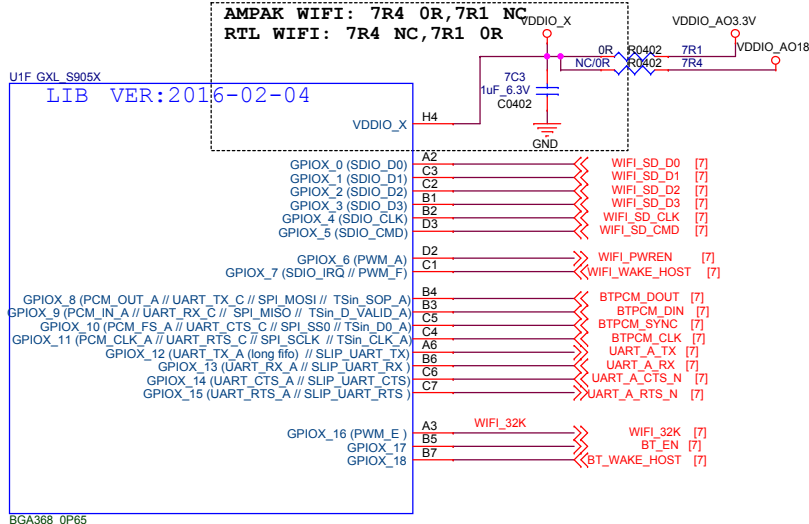 AMPAK WIFI: 7R4 0R,7R1 NC
RTL WIFI: 7R4 NC,7R1 0R
VDDIO_X
VDDIO_AO3.3V
VDDIO_AO18
0R R0402 7R1
NC/0R R0402 7R4
7C3
1uF_6.3V
C0402
GND
U1F GXL_S905X
LIB VER:2016-02-04
VDDIO_X H4
GPIOX_0 (SDIO_D0) A2 WIFI_SD_D0 [7]
GPIOX_1 (SDIO_D1) C3 WIFI_SD_D1 [7]
GPIOX_2 (SDIO_D2) C2 WIFI_SD_D2 [7]
GPIOX_3 (SDIO_D3) B1 WIFI_SD_D3 [7]
GPIOX_4 (SDIO_CLK) B2 WIFI_SD_CLK [7]
GPIOX_5 (SDIO_CMD) D3 WIFI_SD_CMD [7]
GPIOX_6 (PWM_A) D2 WIFI_PWREN [7]
GPIOX_7 (SDIO_IRQ // PWM_F) C1 WIFI_WAKE_HOST [7]
GPIOX_8 (PCM_OUT_A // UART_TX_C // SPI_MOSI // TSin_SOP_A) B4 BTPCM_DOUT [7]
GPIOX_9 (PCM_IN_A // UART_RX_C // SPI_MISO // TSin_D_VALID_A) B3 BTPCM_DIN [7]
GPIOX_10 (PCM_FS_A // UART_CTS_C // SPI_SS0 // TSin_D0_A) C5 BTPCM_SYNC [7]
GPIOX_11 (PCM_CLK_A // UART_RTS_C // SPI_SCLK // TSin_CLK_A) C4 BTPCM_CLK [7]
GPIOX_12 (UART_TX_A (long fifo) // SLIP_UART_TX) A6 UART_A_TX [7]
GPIOX_13 (UART_RX_A // SLIP_UART_RX ) B6 UART_A_RX [7]
GPIOX_14 (UART_CTS_A // SLIP_UART_CTS) C6 UART_A_CTS_N [7]
GPIOX_15 (UART_RTS_A // SLIP_UART_RTS ) C7 UART_A_RTS_N [7]
GPIOX_16 (PWM_E ) A3 WIFI_32K WIFI_32K [7]
GPIOX_17 B5 BT_EN [7]
GPIOX_18 B7 BT_WAKE_HOST [7]
BGA368_0P65